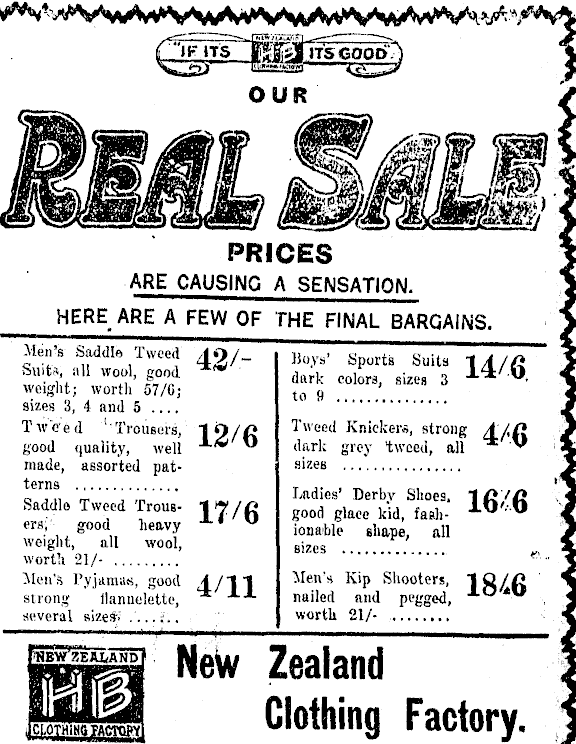 "IF ITS NEW ZEALAND HB CLOTHING FACTORY ITS GOOD"
OUR
REAL SALE
PRICES
ARE CAUSING A SENSATION.
HERE ARE A FEW OF THE FINAL BARGAINS.
Men's Saddle Tweed 42/-
Suits, all wool, good
weight; worth 57/6;
sizes 3, 4 and 5 ....
Tweed Trousers, 12/6
good quality, well
made, assorted pat-
terns .............
Saddle Tweed Trous- 17/6
ers, good heavy
weight, all wool,
worth 21/- .........
Men's Pyjamas, good 4/11
strong flannelette,
several sizes .......
Boys' Sports Suits 14/6
dark colors, sizes 3
to 9 ..............
Tweed Knickers, strong 4/6
dark grey tweed, all
sizes ...............
Ladies' Derby Shoes, 16/6
good glace kid, fash-
ionable shape, all
sizes .............
Men's Kip Shooters, 18/6
nailed and pegged,
worth 21/- ........
NEW ZEALAND
HB
CLOTHING FACTORY
New Zealand
Clothing Factory.